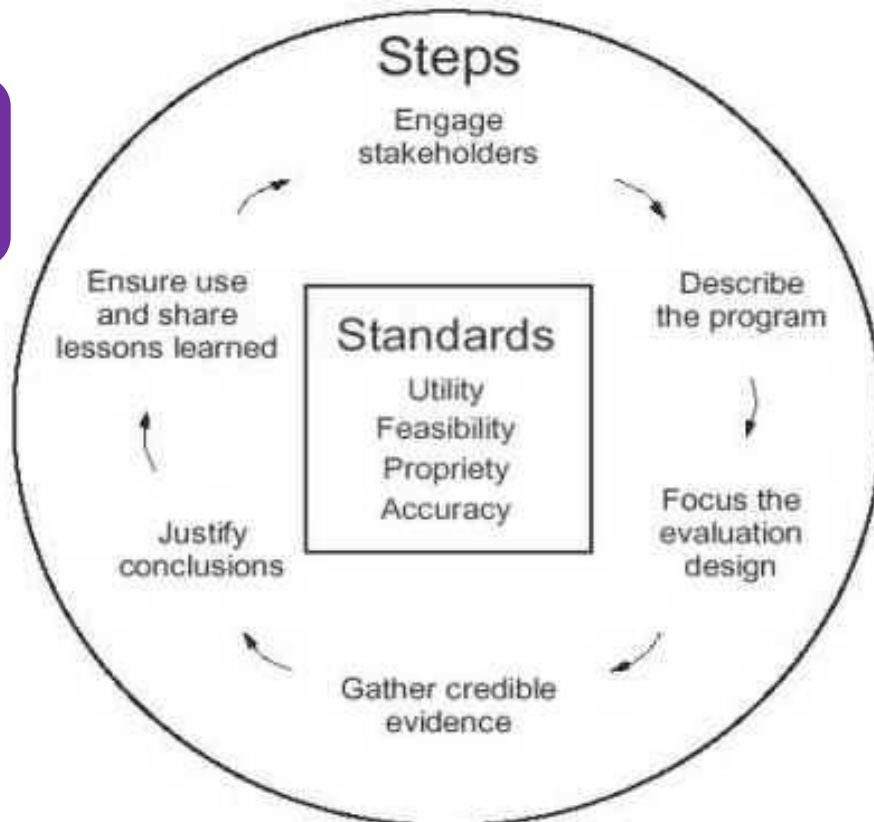 Steps
Engage
stakeholders
Describe
the program
Focus the
evaluation
design
Gather credible
evidence
Justify
conclusions
Ensure use
and share
lessons learned
Standards
Utility
Feasibility
Propriety
Accuracy